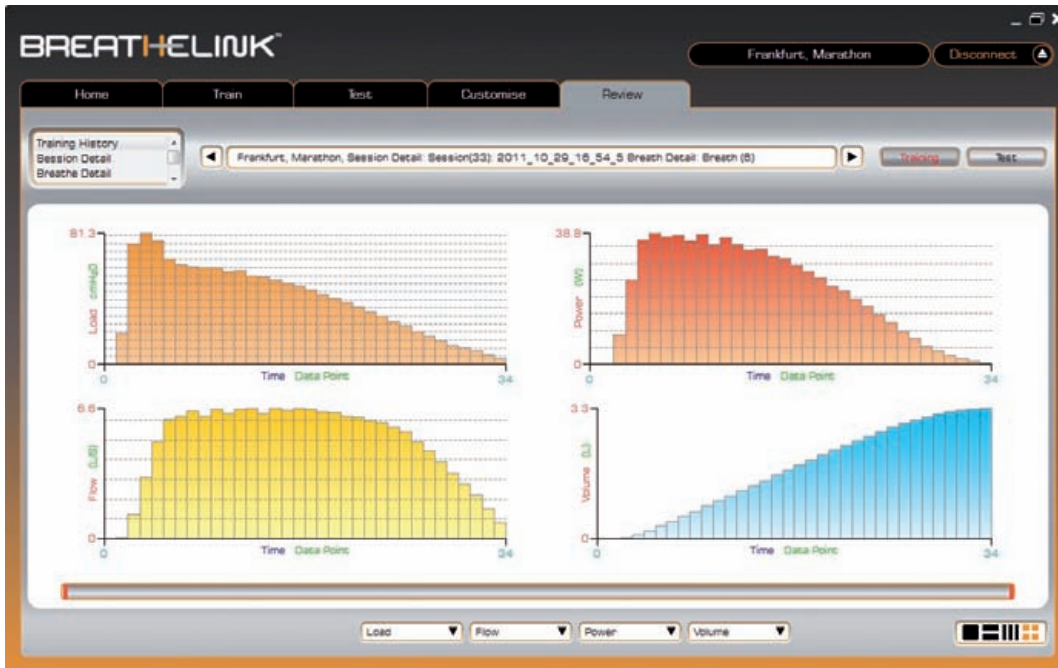 BREATHELINK™
Frankfurt, Marathon
Disconnect
Home
Train
Test
Customise
Review
Training History
Session Detail
Breathe Detail
Frankfurt, Marathon, Session Detail: Session(33): 2011_10_29_16_54_5 Breath Detail: Breath (6)
Training
Test
81.3
Load cmH2O
0
0
Time Data Point
34
38.8
Power (W)
0
0
Time Data Point
34
6.6
Flow (L/S)
0
0
Time Data Point
34
3.3
Volume (L)
0
0
Time Data Point
34
Load
Flow
Power
Volume